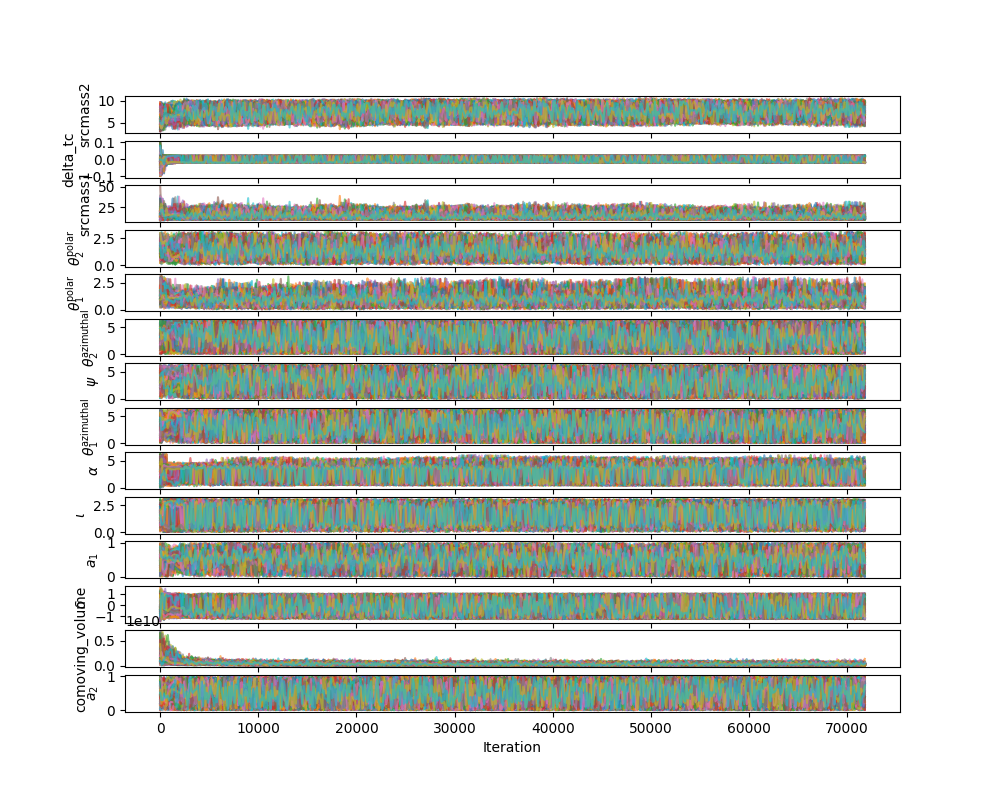 srcmass2
10
5
delta_tc
0.1
0.0
−0.1
srcmass1
50
25
θ₂^polar
2.5
0.0
θ₁^polar
2.5
0.0
θ₂^azimuthal
5
0
ψ
5
0
θ₁^azimuthal
5
0
α
5
0
ι
2.5
0.0
a₁
1
0
1
0
−1
comoving_volume
1e10
0.5
0.0
a₂
1
0
0
10000
20000
30000
40000
50000
60000
70000
Iteration